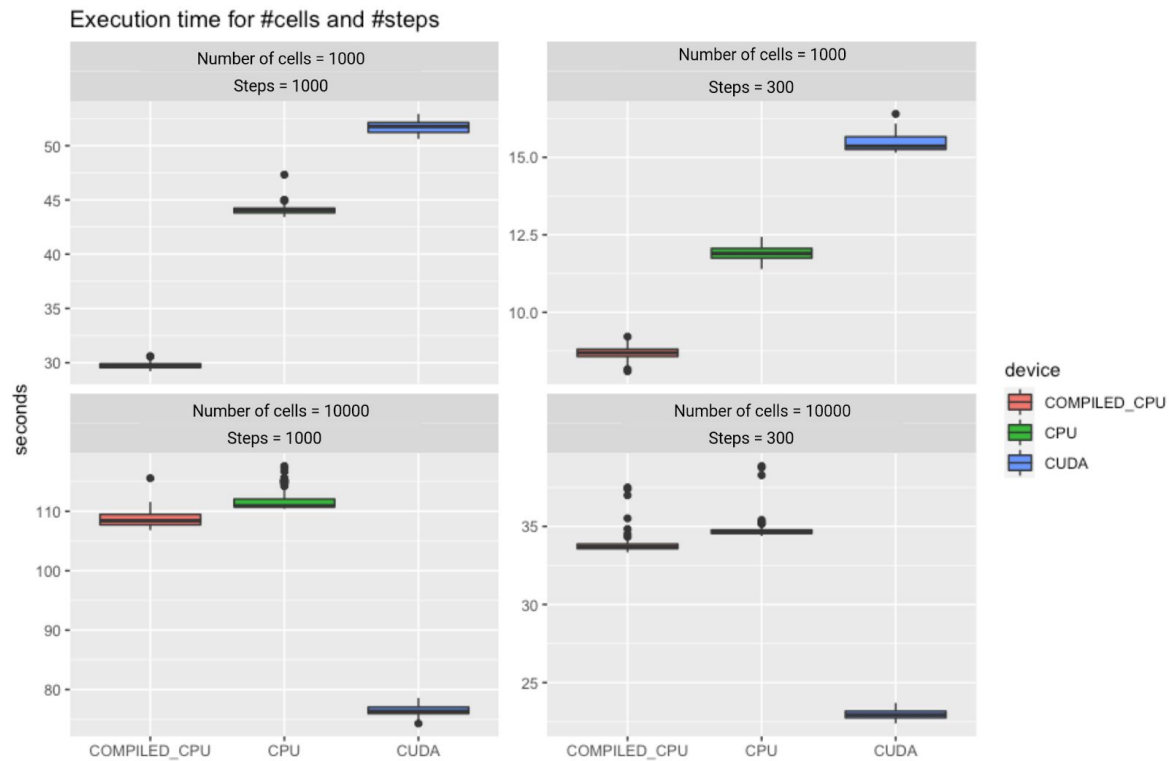 Execution time for #cells and #steps
Number of cells = 1000
Steps = 1000
50
45
40
35
30
Number of cells = 1000
Steps = 300
15.0
12.5
10.0
seconds
Number of cells = 10000
Steps = 1000
110
100
90
80
COMPILED_CPU CPU CUDA
Number of cells = 10000
Steps = 300
35
30
25
COMPILED_CPU CPU CUDA
device
COMPILED_CPU
CPU
CUDA